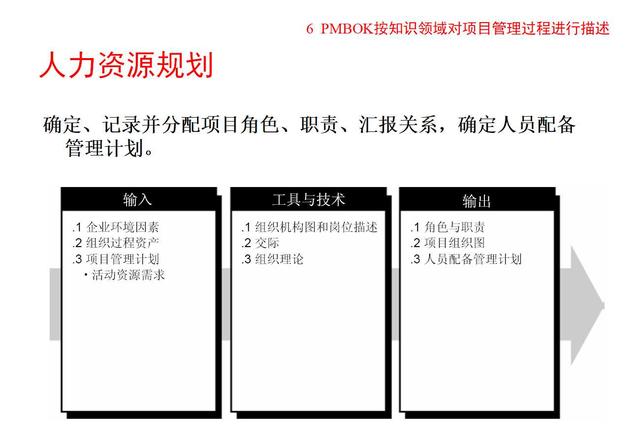 6 PMBOK按知识领域对项目管理过程进行描述
人力资源规划
确定、记录并分配项目角色、职责、汇报关系，确定人员配备
管理计划。
输入
.1 企业环境因素
.2 组织过程资产
.3 项目管理计划
• 活动资源需求
工具与技术
.1 组织机构图和岗位描述
.2 交际
.3 组织理论
输出
.1 角色与职责
.2 项目组织图
.3 人员配备管理计划